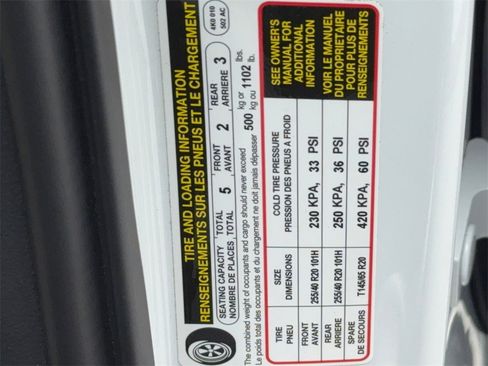 TIRE AND LOADING INFORMATION
RENSEIGNEMENTS SUR LES PNEUS ET LE CHARGEMENT
4K0 010
502 AC
SEATING CAPACITY TOTAL 5 FRONT 2 REAR 3
NOMBRE DE PLACES, TOTAL AVANT ARRIERE
The combined weight of occupants and cargo should never exceed 500 kg or 1102 lbs.
Le poids total des occupants et du chargement ne doit jamais dépasser kg ou lb.
TIRE SIZE COLD TIRE PRESSURE
PNEU DIMENSIONS PRESSION DES PNEUS A FROID
FRONT 255/40 R20 101H 230 KPA, 33 PSI
AVANT
REAR 255/40 R20 101H 250 KPA, 36 PSI
ARRIERE
SPARE T145/65 R20 420 KPA, 60 PSI
DE SECOURS
SEE OWNER'S
MANUAL FOR
ADDITIONAL
INFORMATION
VOIR LE MANUEL
DU PROPRIETAIRE
POUR PLUS DE
RENSEIGNEMENTS